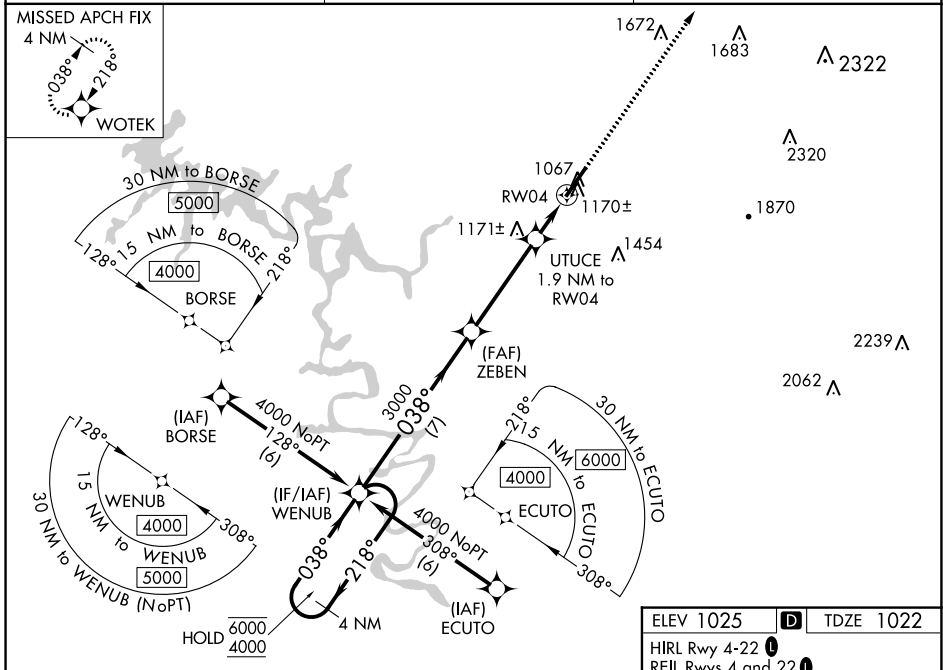 MISSED APCH FIX
4 NM
038°
218°
WOTEK
1672
1683
2322
2320
1870
1067
RW04
1170±
1171±
1454
UTUCE
1.9 NM to
RW04
30 NM to BORSE
5000
15 NM to BORSE
4000
128°
218°
BORSE
2239
2062
(FAF)
ZEBEN
3000
038°
(7)
(IAF)
BORSE
4000 NoPT
128°
(6)
(IF/IAF)
WENUB
4000 NoPT
308°
(6)
(IAF)
ECUTO
218°
30 NM to ECUTO
6000
215 NM to ECUTO
4000
ECUTO
308°
128°
WENUB
15 NM to WENUB
4000
308°
30 NM to WENUB (NoPT)
5000
038°
218°
HOLD 6000
4000
4 NM
ELEV 1025 D TDZE 1022
HIRL Rwy 4-22 L
REIL Rwys 4 and 22 L